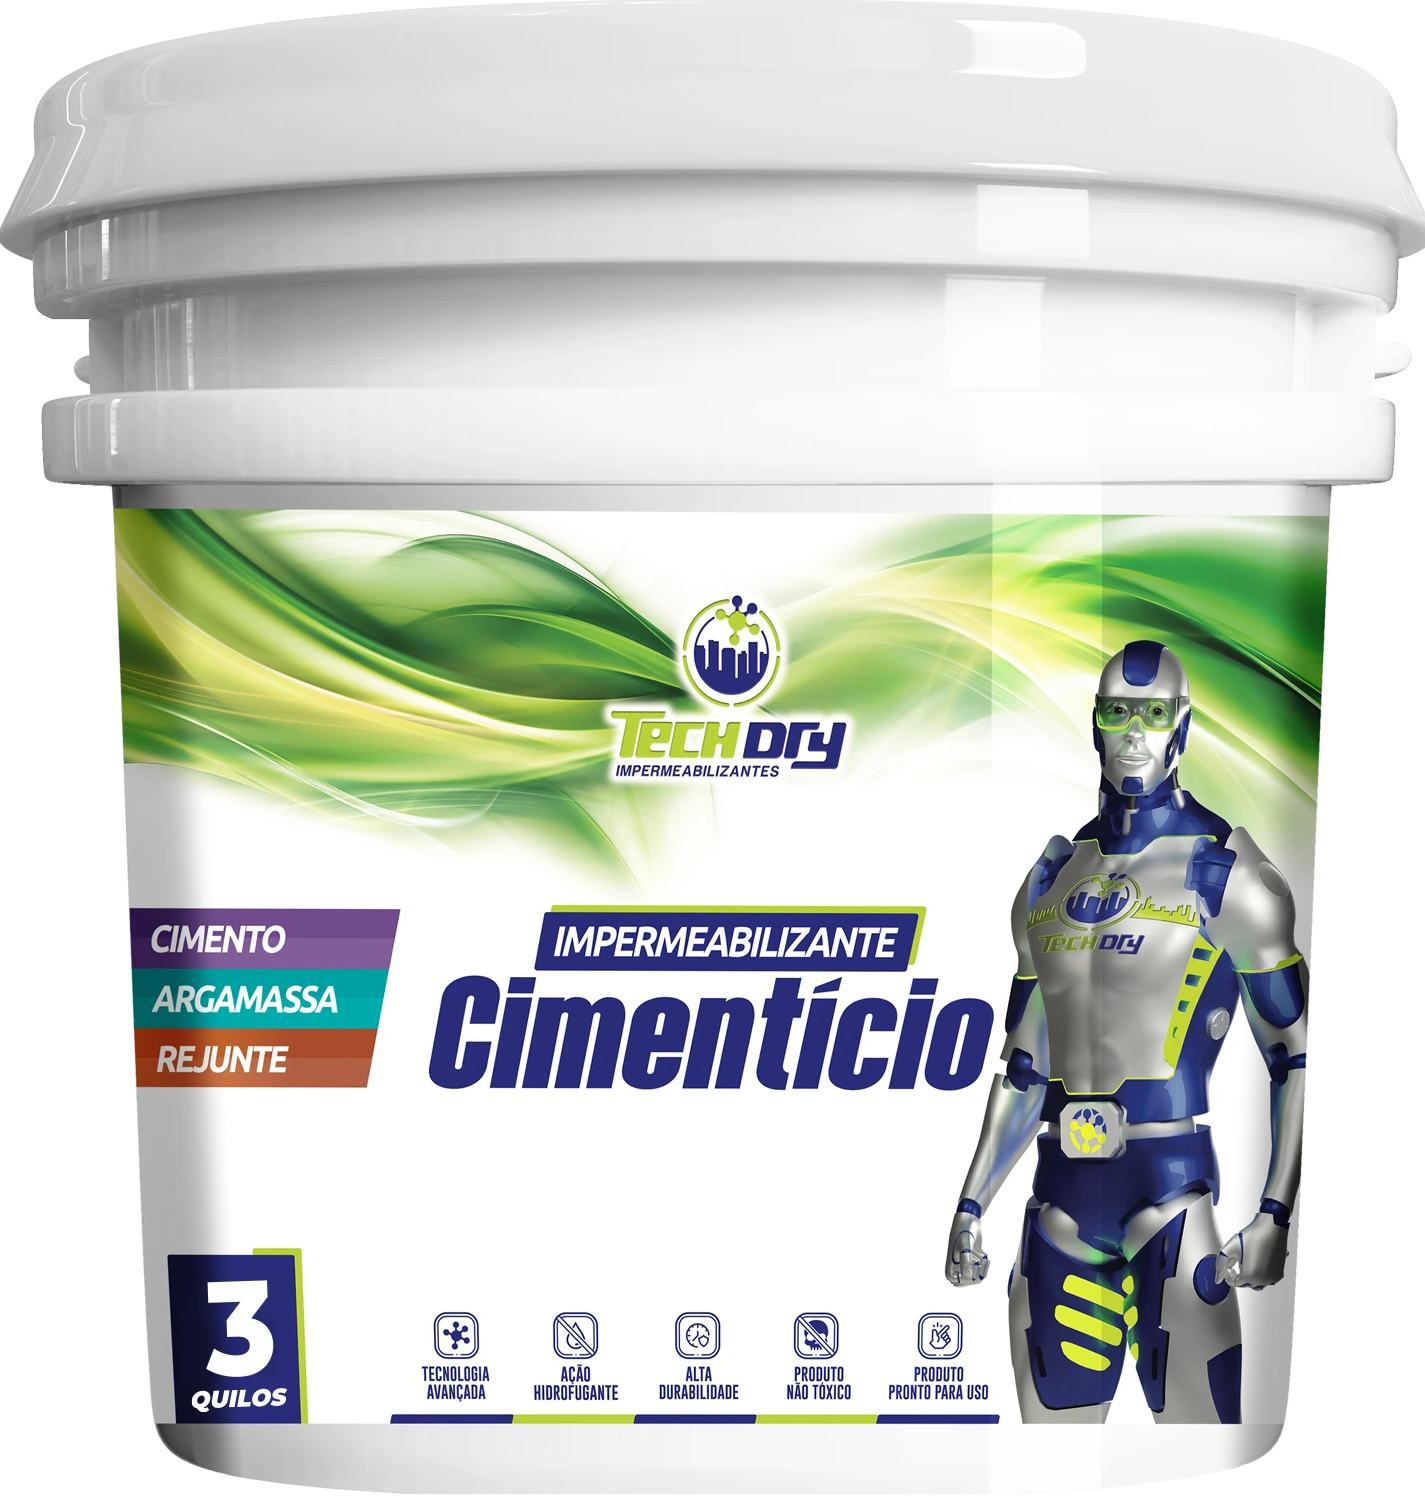 TECH DRY
IMPERMEABILIZANTES
TECH DRY
CIMENTO
ARGAMASSA
REJUNTE
IMPERMEABILIZANTE
Cimentício
3
QUILOS
TECNOLOGIA
AVANÇADA
AÇÃO
HIDROFUGANTE
ALTA
DURABILIDADE
PRODUTO
NÃO TÓXICO
PRODUTO
PRONTO PARA USO